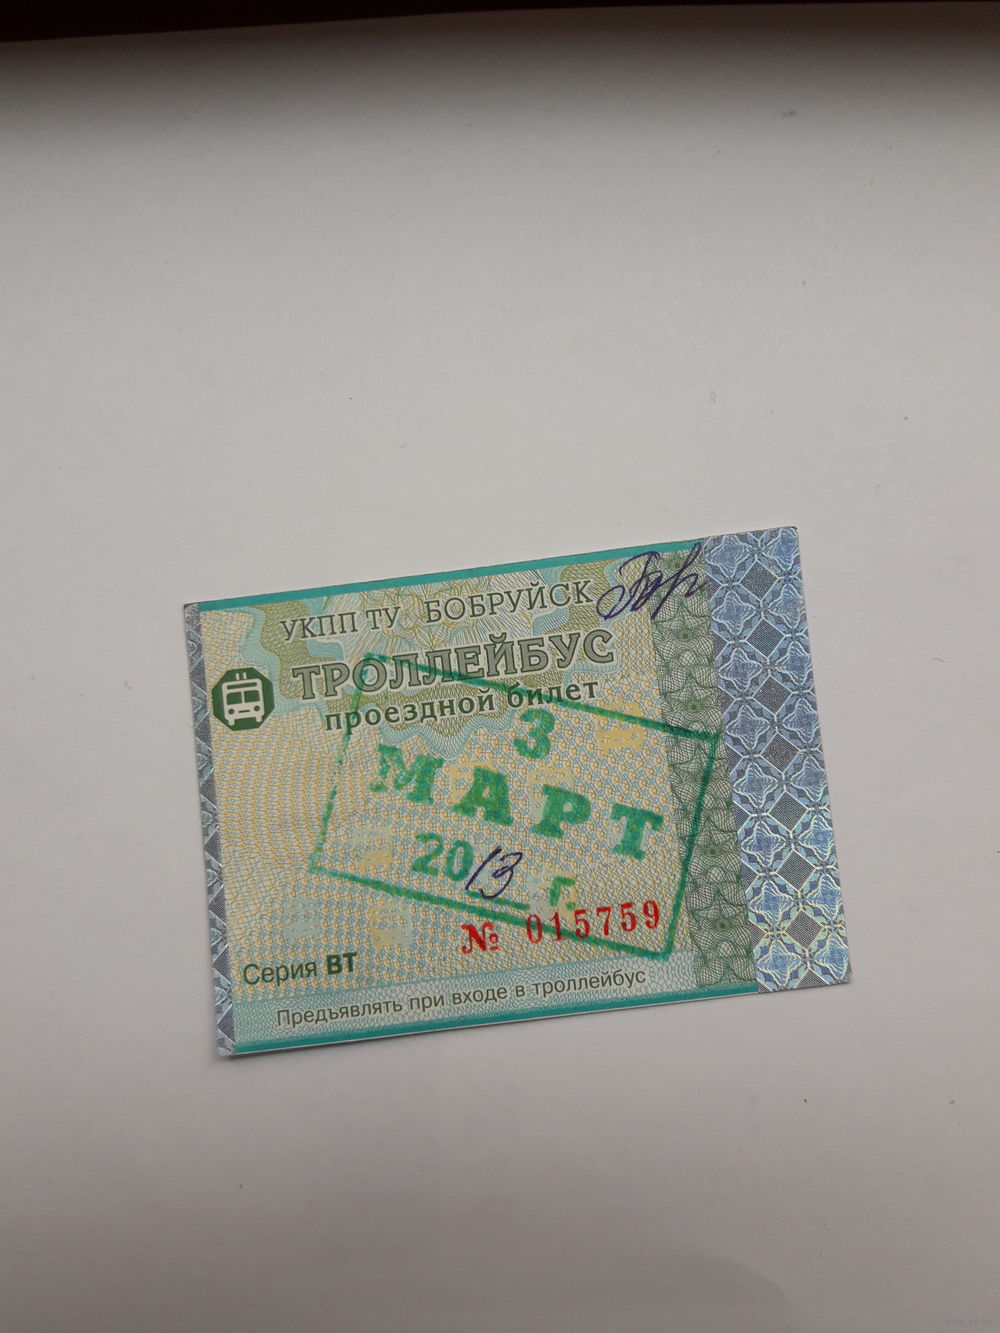 УКПП ТУ БОБРУЙСК
ТРОЛЛЕЙБУС
проездной билет
3
МАРТ
2013 г.
№ 015759
Серия ВТ
Предъявлять при входе в троллейбус